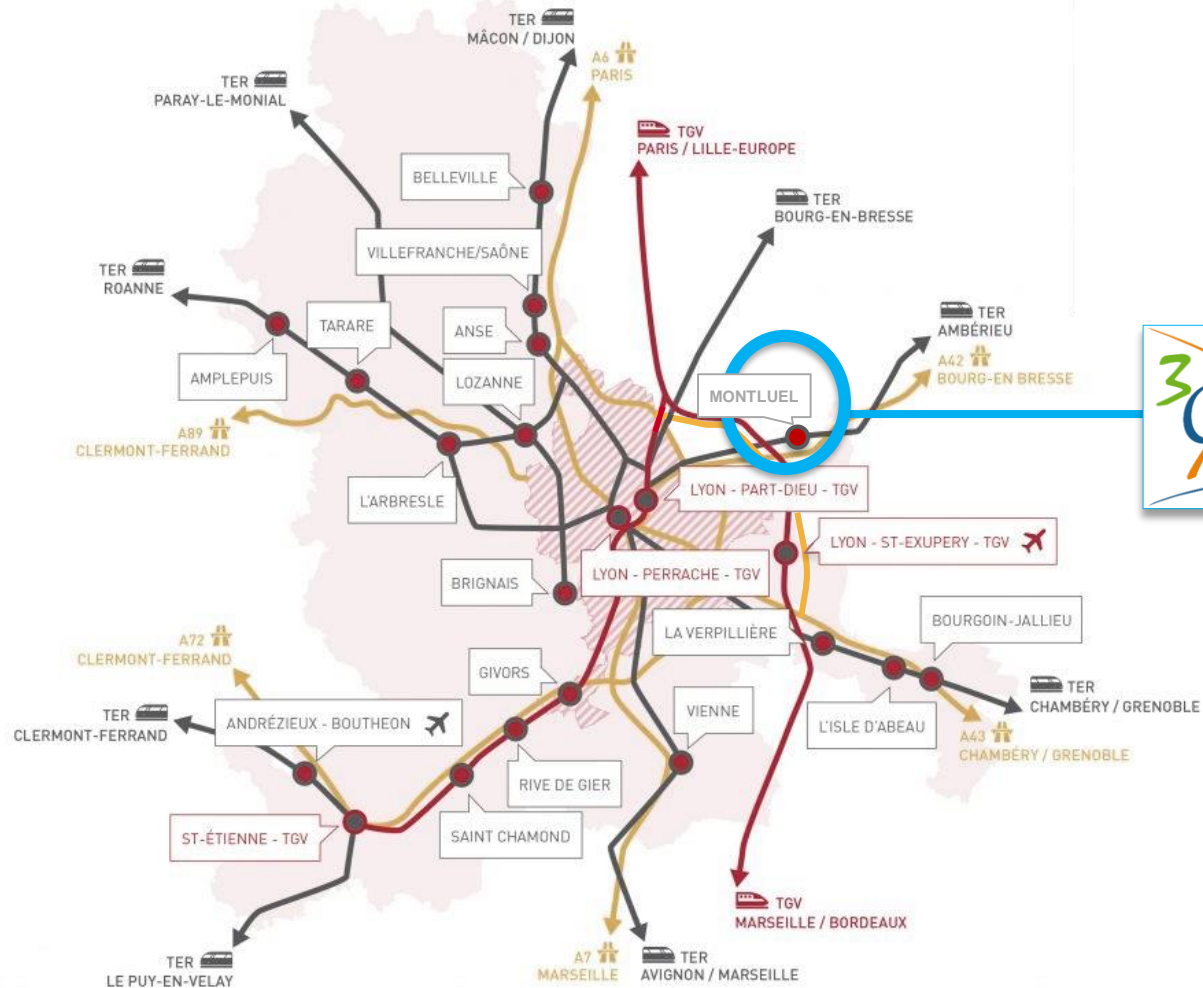 TER
MÂCON / DIJON
A6
PARIS
TER
PARAY-LE-MONIAL
TGV
PARIS / LILLE-EUROPE
BELLEVILLE
TER
BOURG-EN-BRESSE
VILLEFRANCHE/SAÔNE
TER
ROANNE
TARARE
ANSE
TER
AMBÉRIEU
A42
BOURG-EN BRESSE
AMPLEPUIS
LOZANNE
MONTLUEL
3
A89
CLERMONT-FERRAND
L'ARBRESLE
LYON - PART-DIEU - TGV
LYON - ST-EXUPERY - TGV
LYON - PERRACHE - TGV
BRIGNAIS
LA VERPILLIÈRE
BOURGOIN-JALLIEU
A72
CLERMONT-FERRAND
GIVORS
TER
CHAMBÉRY / GRENOBLE
TER
CLERMONT-FERRAND
ANDRÉZIEUX - BOUTHEON
VIENNE
L'ISLE D'ABEAU
A43
CHAMBÉRY / GRENOBLE
RIVE DE GIER
ST-ÉTIENNE - TGV
SAINT CHAMOND
TGV
MARSEILLE / BORDEAUX
TER
LE PUY-EN-VELAY
A7
MARSEILLE
TER
AVIGNON / MARSEILLE